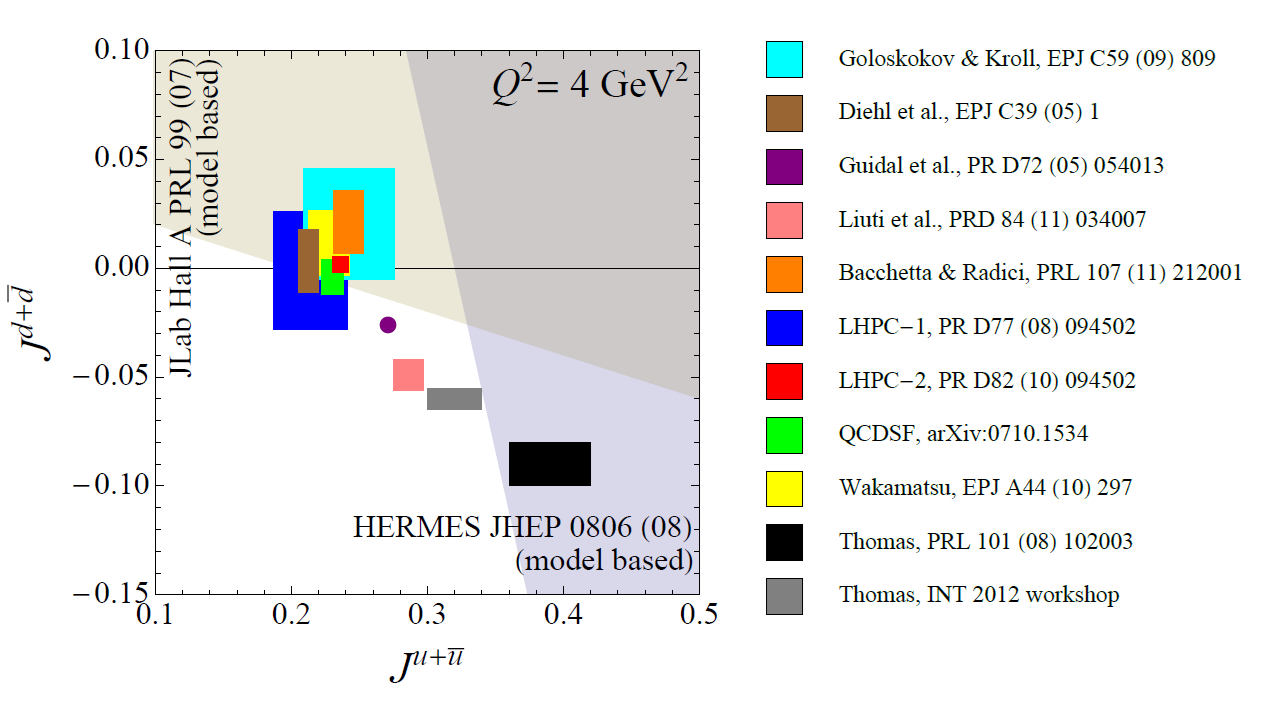 0.10
0.05
0.00
−0.05
−0.10
−0.15
0.1
0.2
0.3
0.4
0.5
J^{d+d̅}
J^{u+u̅}
JLab Hall A PRL 99 (07)
(model based)
Q² = 4 GeV²
HERMES JHEP 0806 (08)
(model based)
Goloskokov & Kroll, EPJ C59 (09) 809
Diehl et al., EPJ C39 (05) 1
Guidal et al., PR D72 (05) 054013
Liuti et al., PRD 84 (11) 034007
Bacchetta & Radici, PRL 107 (11) 212001
LHPC−1, PR D77 (08) 094502
LHPC−2, PR D82 (10) 094502
QCDSF, arXiv:0710.1534
Wakamatsu, EPJ A44 (10) 297
Thomas, PRL 101 (08) 102003
Thomas, INT 2012 workshop